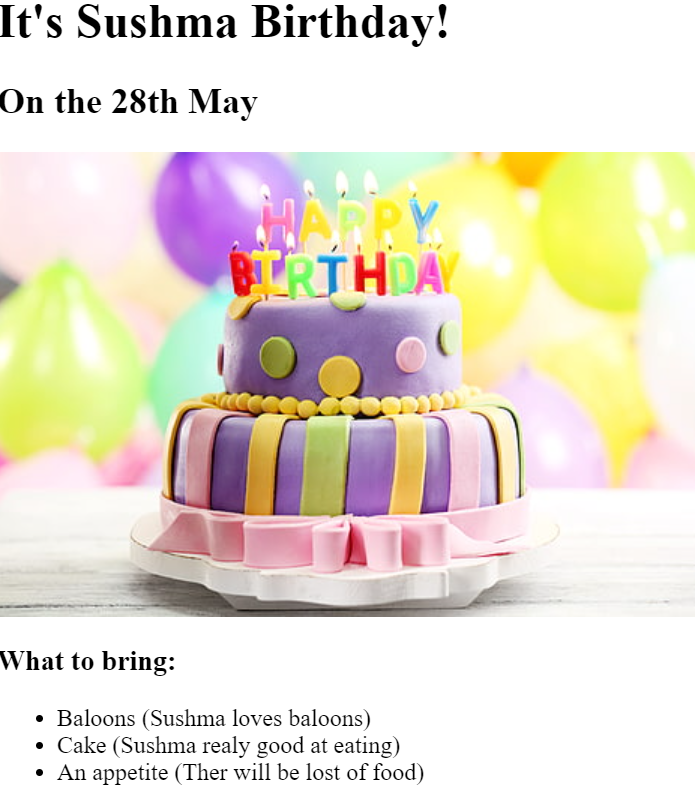 It's Sushma Birthday!
On the 28th May
HAPPY
BIRTHDAY
What to bring:
Baloons (Sushma loves baloons)
Cake (Sushma realy good at eating)
An appetite (Ther will be lost of food)